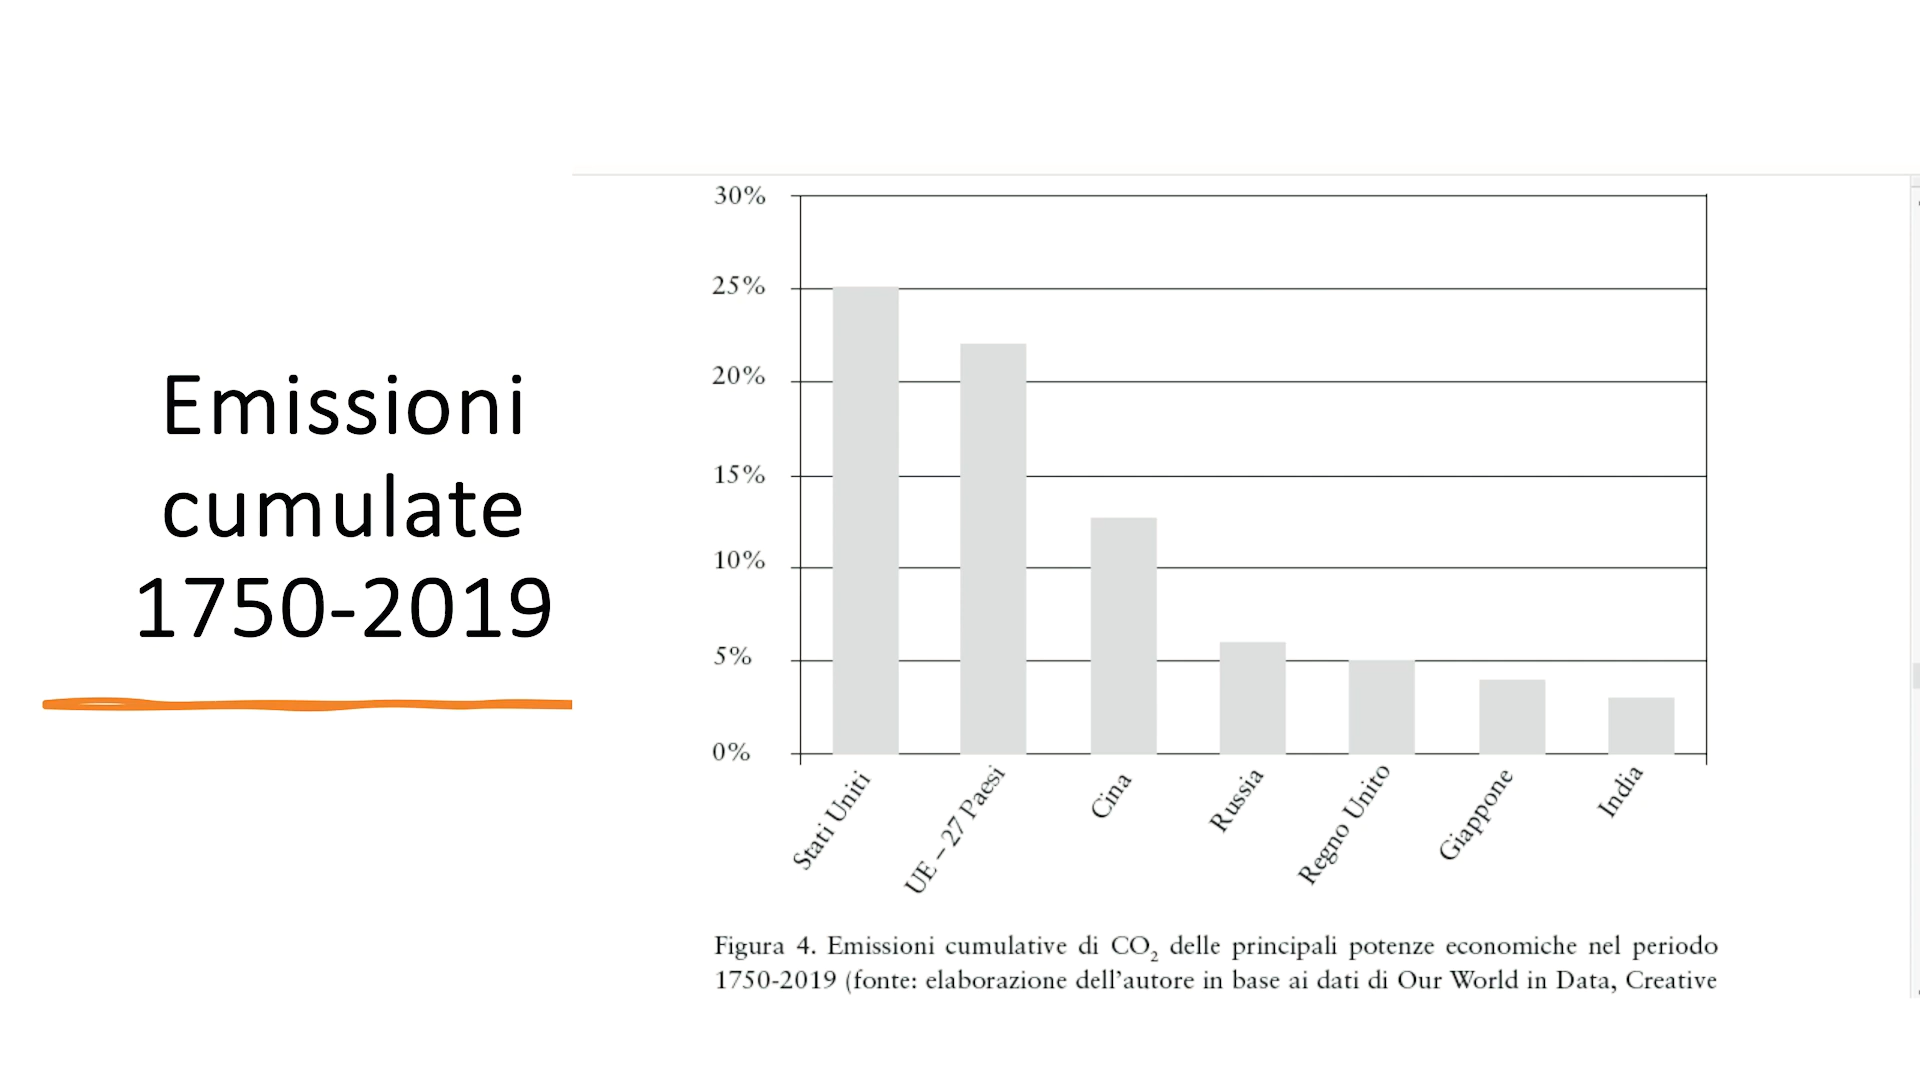 Emissioni
cumulate
1750-2019
30%
25%
20%
15%
10%
5%
0%
Stati Uniti
UE – 27 Paesi
Cina
Russia
Regno Unito
Giappone
India
Figura 4. Emissioni cumulative di CO₂ delle principali potenze economiche nel periodo
1750-2019 (fonte: elaborazione dell’autore in base ai dati di Our World in Data, Creative